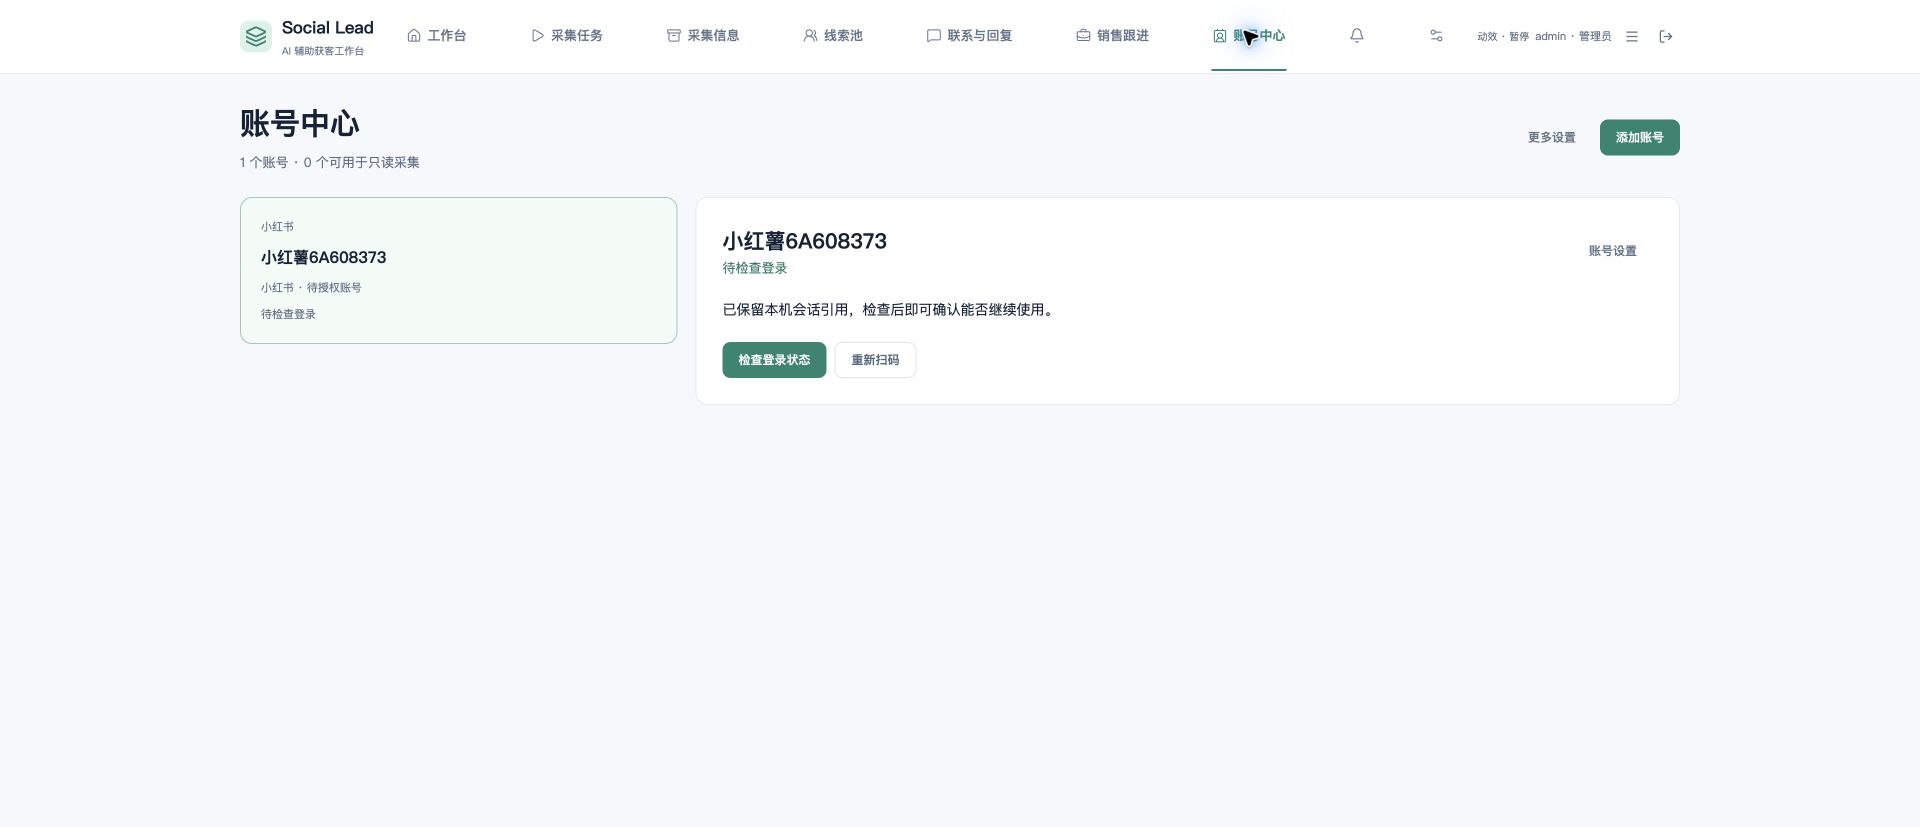 Social Lead
AI 辅助获客工作台
工作台
采集任务
采集信息
线索池
联系与回复
销售跟进
账号中心
动效 · 暂停 admin · 管理员
账号中心
1 个账号 · 0 个可用于只读采集
更多设置
添加账号
小红书
小红薯6A608373
小红书 · 待授权账号
待检查登录
小红薯6A608373
待检查登录
账号设置
已保留本机会话引用，检查后即可确认能否继续使用。
检查登录状态
重新扫码